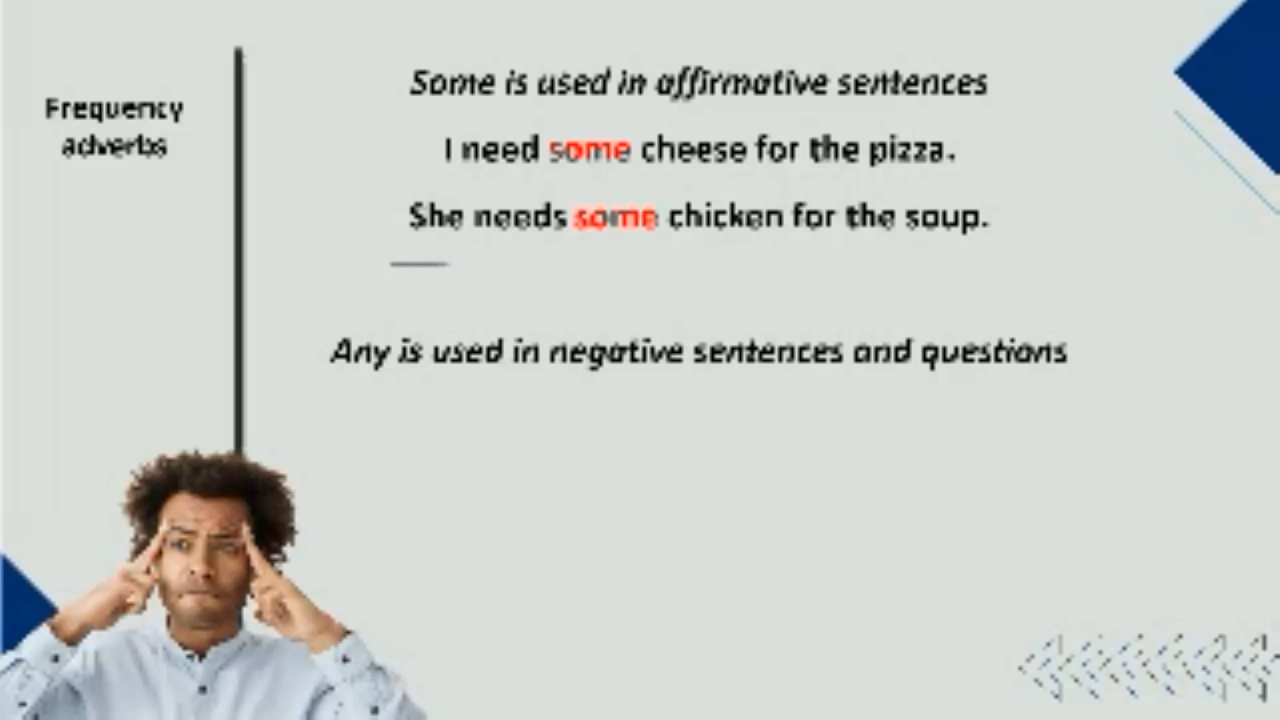 Frequency
adverbs
Some is used in affirmative sentences
I need some cheese for the pizza.
She needs some chicken for the soup.
Any is used in negative sentences and questions